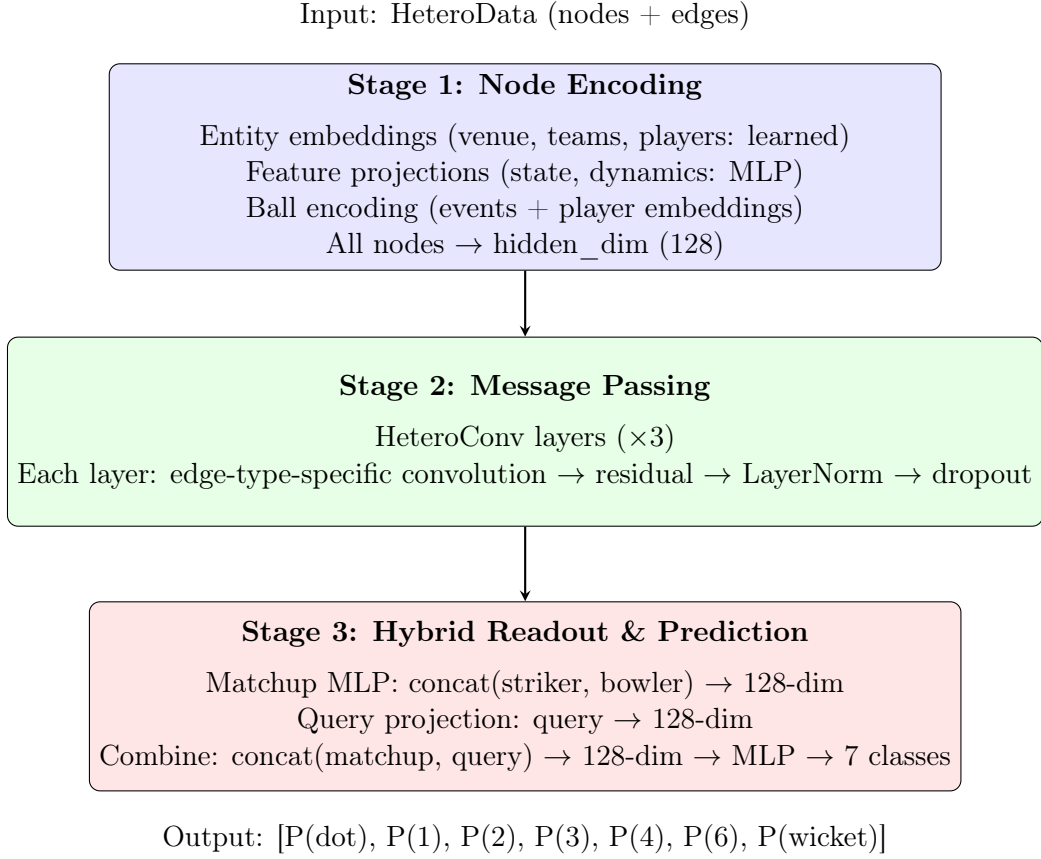 Input: HeteroData (nodes + edges)
Stage 1: Node Encoding
Entity embeddings (venue, teams, players: learned)
Feature projections (state, dynamics: MLP)
Ball encoding (events + player embeddings)
All nodes → hidden_dim (128)
Stage 2: Message Passing
HeteroConv layers (×3)
Each layer: edge-type-specific convolution → residual → LayerNorm → dropout
Stage 3: Hybrid Readout & Prediction
Matchup MLP: concat(striker, bowler) → 128-dim
Query projection: query → 128-dim
Combine: concat(matchup, query) → 128-dim → MLP → 7 classes
Output: [P(dot), P(1), P(2), P(3), P(4), P(6), P(wicket)]